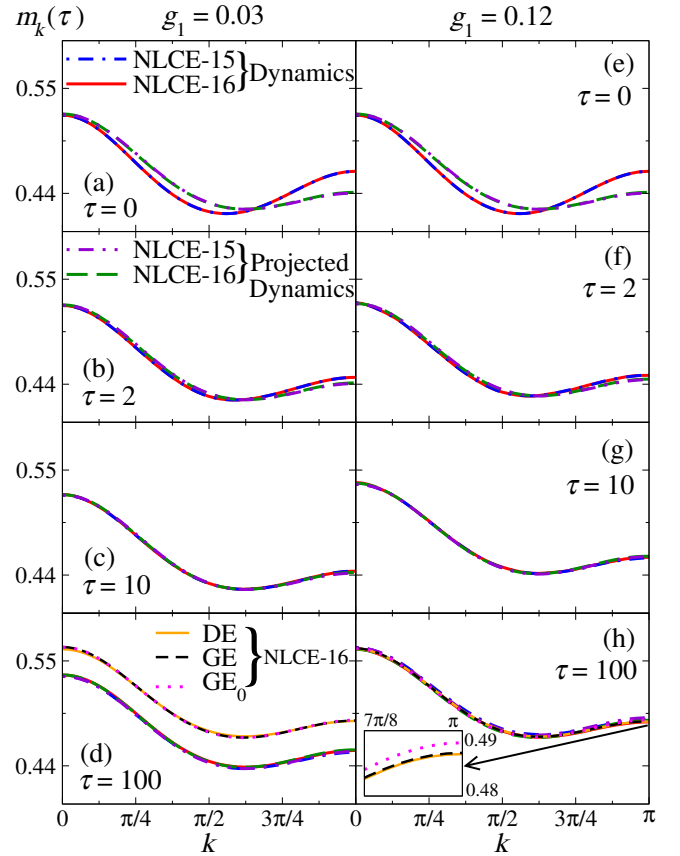 m_k(τ) g_1 = 0.03 g_1 = 0.12
NLCE-15
NLCE-16
} Dynamics
0.55
0.44
(a)
τ = 0
(e)
τ = 0
NLCE-15
NLCE-16
} Projected
Dynamics
0.44
(b)
τ = 2
(f)
τ = 2
0.55
0.44
(c)
τ = 10
(g)
τ = 10
DE
GE
GE_0
} NLCE-16
0.55
0.44
(d)
τ = 100
(h)
τ = 100
7π/8 π
0.49
0.48
0 π/4 π/2 3π/4 0 π/4 π/2 3π/4 π
k k